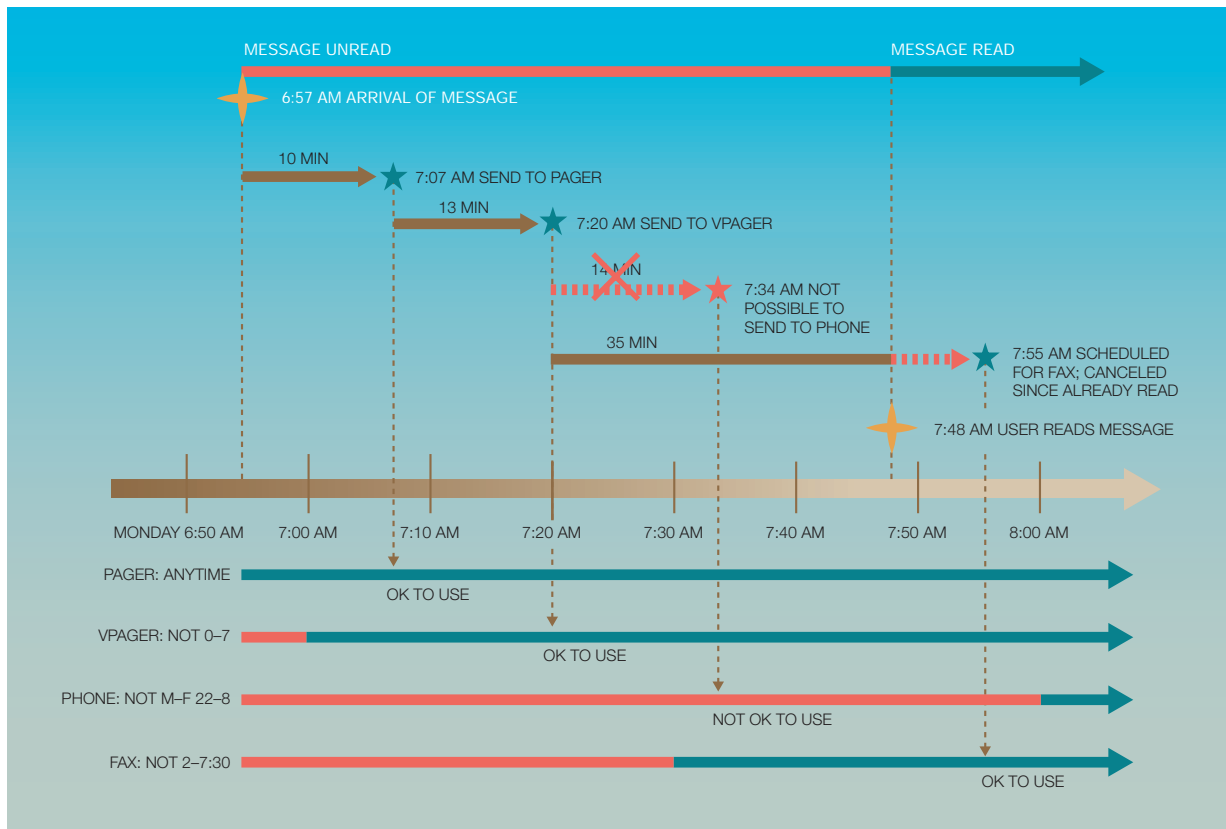 MESSAGE UNREAD
MESSAGE READ
6:57 AM ARRIVAL OF MESSAGE
10 MIN
7:07 AM SEND TO PAGER
13 MIN
7:20 AM SEND TO VPAGER
14 MIN
7:34 AM NOT
POSSIBLE TO
SEND TO PHONE
35 MIN
7:55 AM SCHEDULED
FOR FAX; CANCELED
SINCE ALREADY READ
7:48 AM USER READS MESSAGE
MONDAY 6:50 AM
7:00 AM
7:10 AM
7:20 AM
7:30 AM
7:40 AM
7:50 AM
8:00 AM
PAGER: ANYTIME
OK TO USE
VPAGER: NOT 0–7
OK TO USE
PHONE: NOT M–F 22–8
NOT OK TO USE
FAX: NOT 2–7:30
OK TO USE